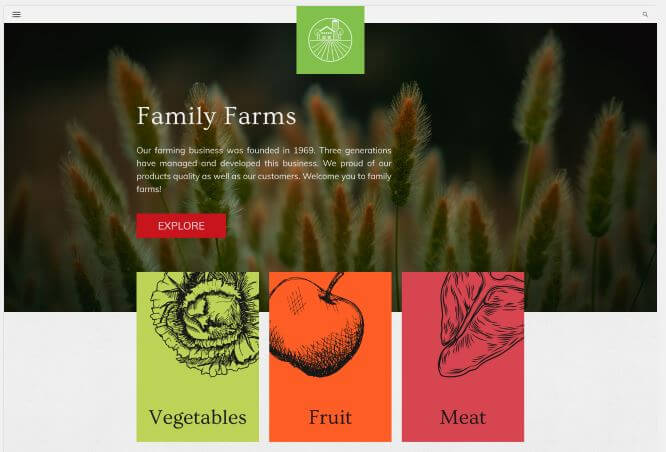 Family Farms
Our farming business was founded in 1969. Three generations
have managed and developed this business. We proud of our
products quality as well as our customers. Welcome you to family
farms!
EXPLORE
Vegetables
Fruit
Meat